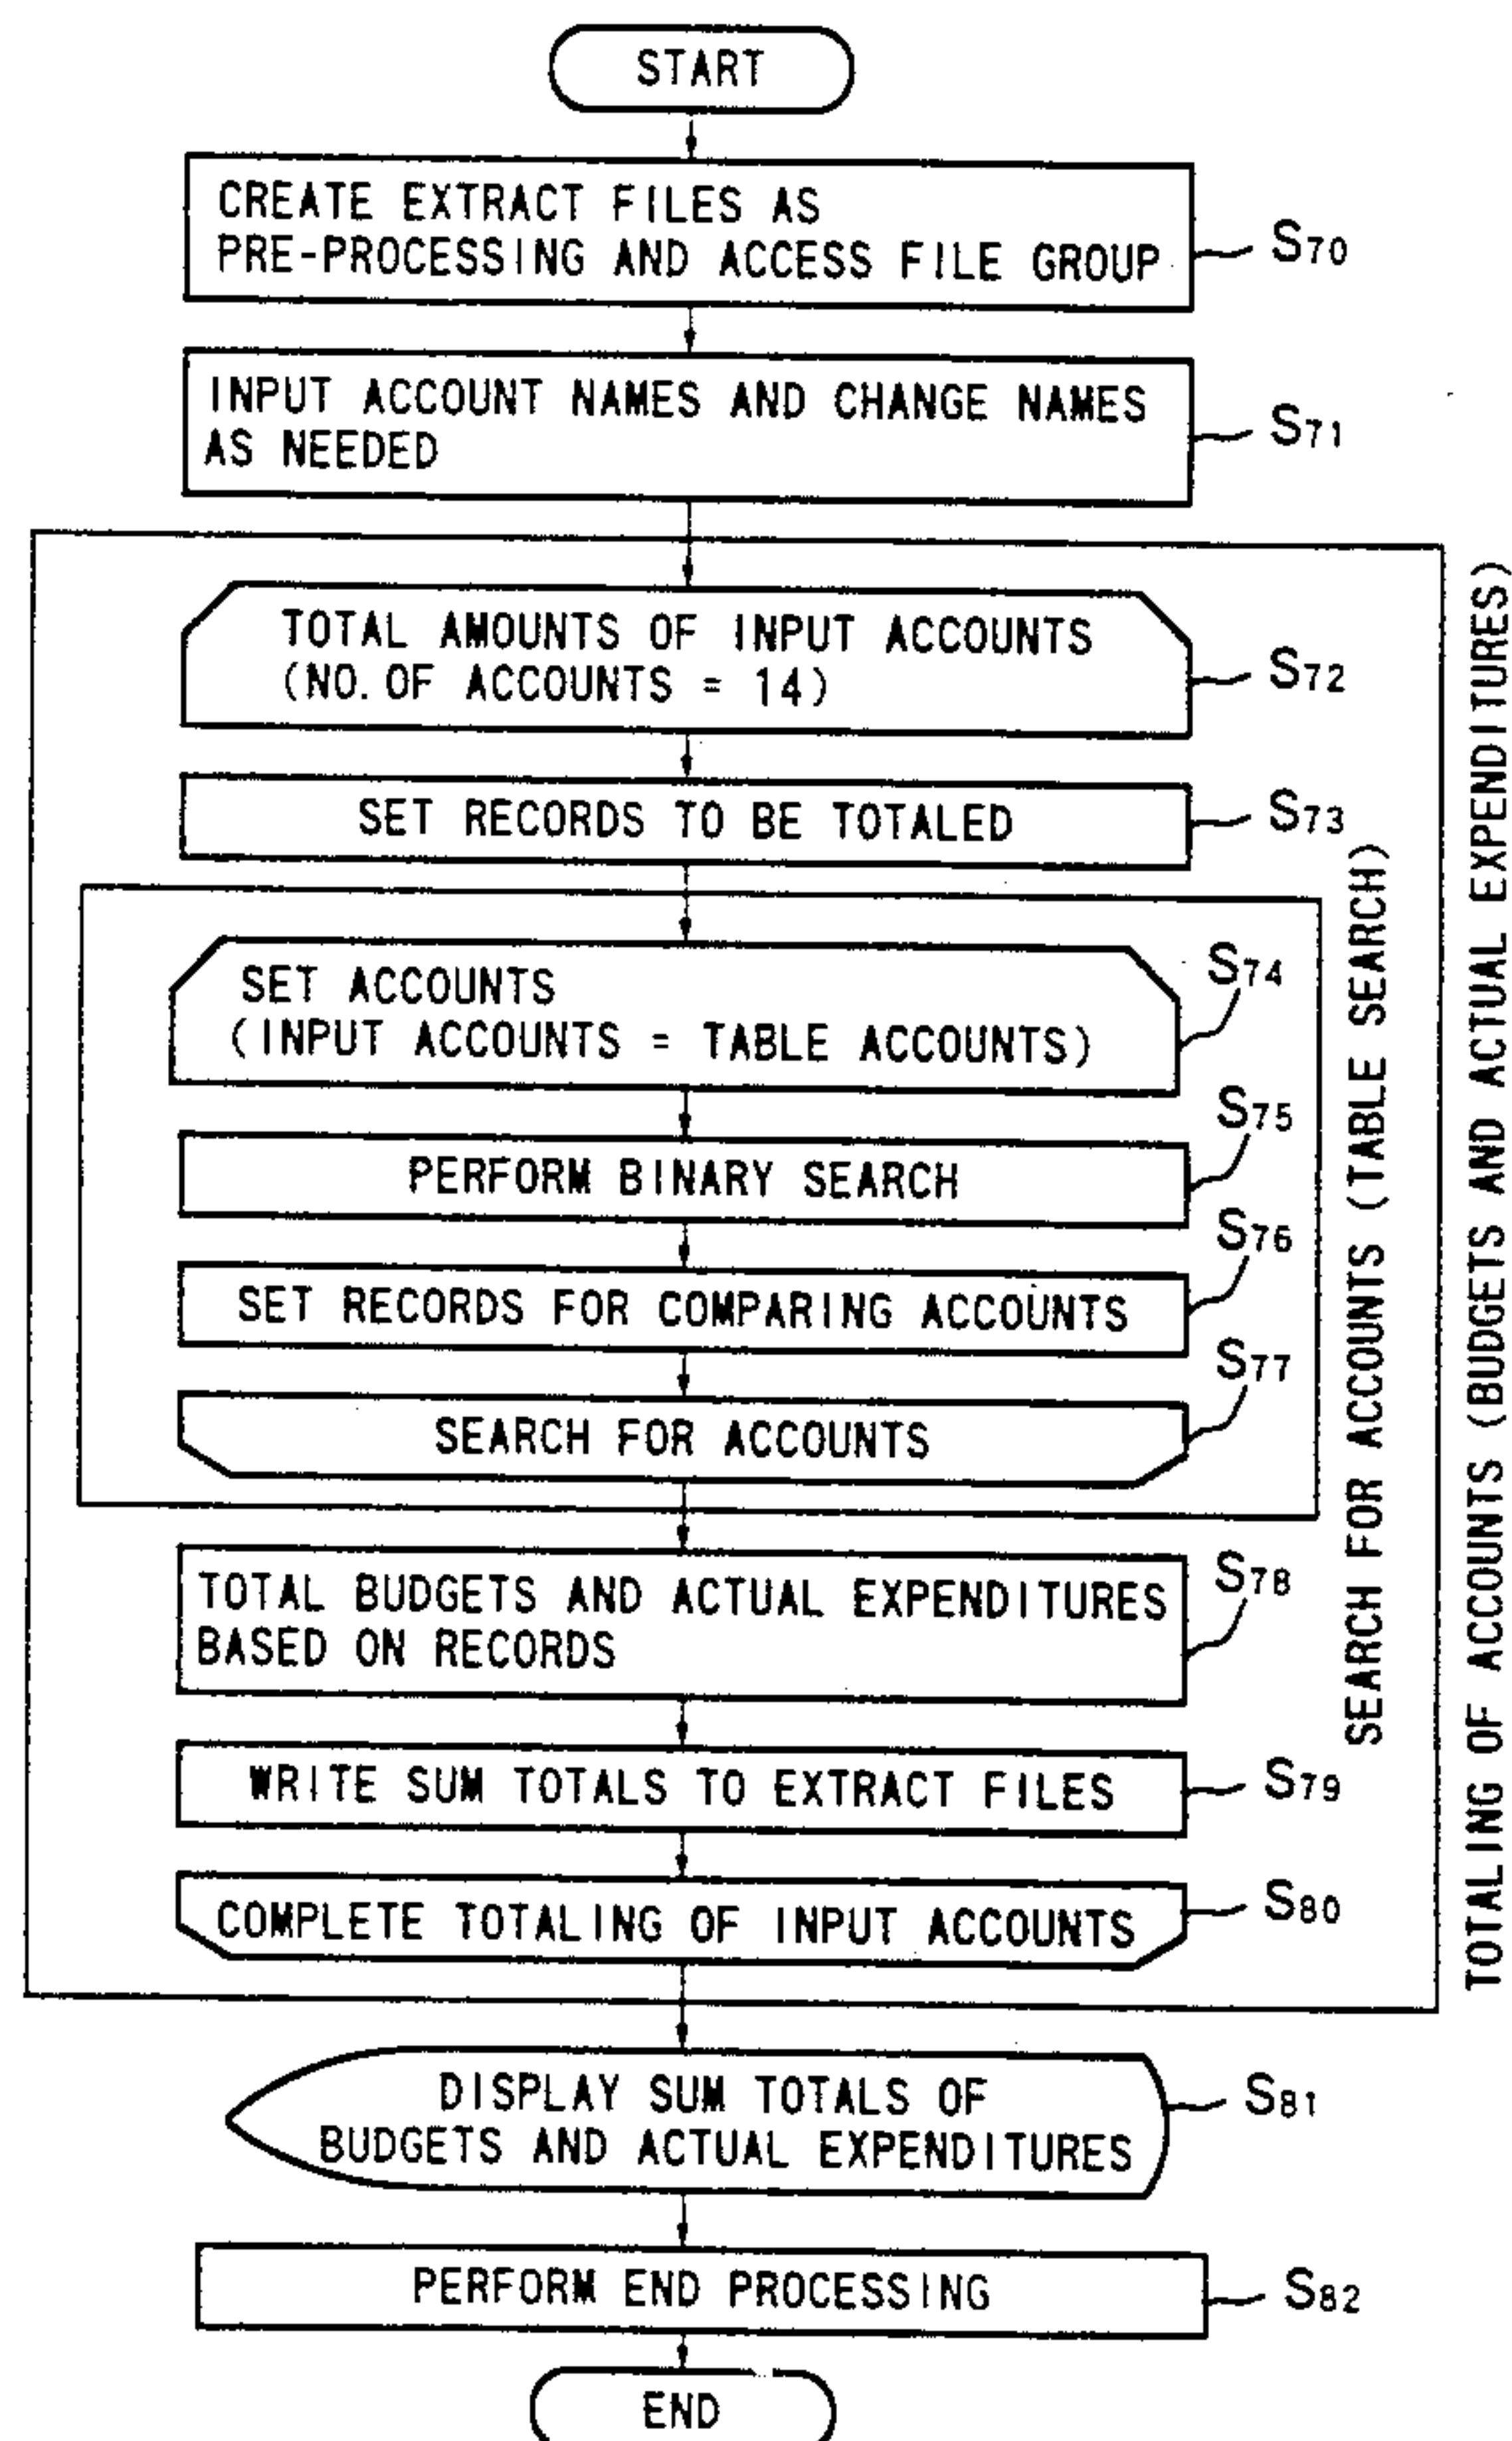 START
CREATE EXTRACT FILES AS
PRE-PROCESSING AND ACCESS FILE GROUP
S70
INPUT ACCOUNT NAMES AND CHANGE NAMES
AS NEEDED
S71
TOTAL AMOUNTS OF INPUT ACCOUNTS
(NO. OF ACCOUNTS = 14)
S72
SET RECORDS TO BE TOTALED
S73
SET ACCOUNTS
(INPUT ACCOUNTS = TABLE ACCOUNTS)
S74
PERFORM BINARY SEARCH
S75
SET RECORDS FOR COMPARING ACCOUNTS
S76
SEARCH FOR ACCOUNTS
S77
SEARCH FOR ACCOUNTS (TABLE SEARCH)
TOTAL BUDGETS AND ACTUAL EXPENDITURES
BASED ON RECORDS
S78
WRITE SUM TOTALS TO EXTRACT FILES
S79
COMPLETE TOTALING OF INPUT ACCOUNTS
S80
TOTALING OF ACCOUNTS (BUDGETS AND ACTUAL EXPENDITURES)
DISPLAY SUM TOTALS OF
BUDGETS AND ACTUAL EXPENDITURES
S81
PERFORM END PROCESSING
S82
END